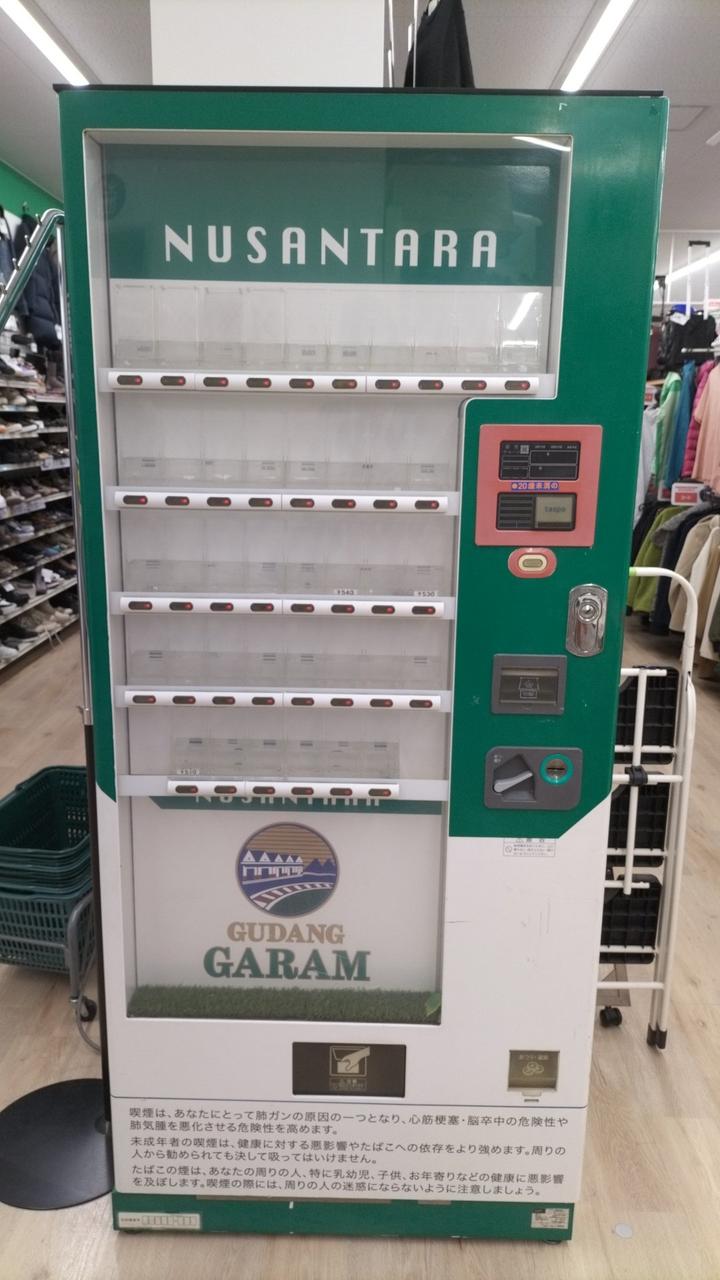 NUSANTARA
●20歳未満の
taspo
¥540
¥530
NUSANTARA
GUDANG
GARAM
喫煙は、あなたにとって肺ガンの原因の一つとなり、心筋梗塞・脳卒中の危険性や
肺気腫を悪化させる危険性を高めます。
未成年者の喫煙は、健康に対する悪影響やたばこへの依存をより強めます。周りの
人から勧められても決して吸ってはいけません。
たばこの煙は、あなたの周りの人、特に乳幼児、子供、お年寄りなどの健康に悪影響
を及ぼします。喫煙の際には、周りの人の迷惑にならないように注意しましょう。